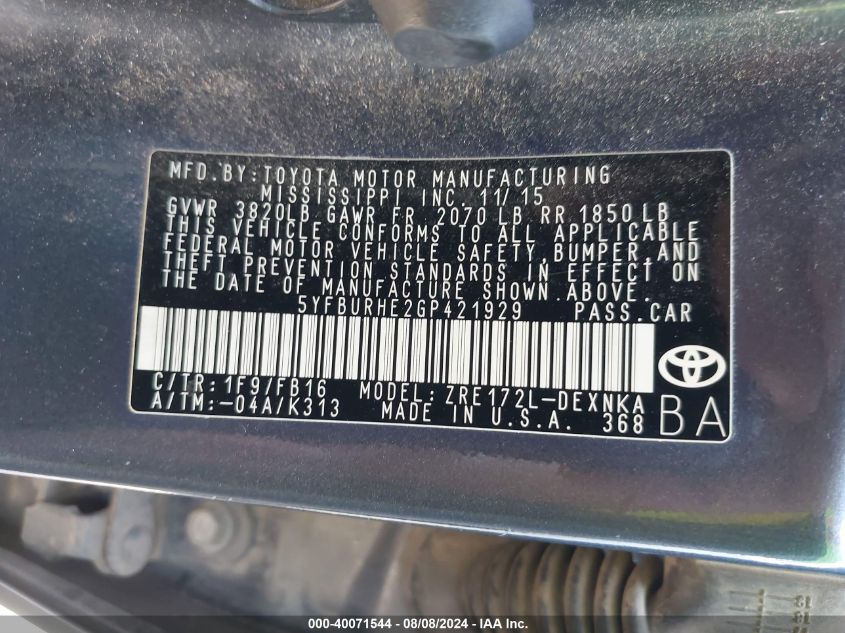 MFD.BY:TOYOTA MOTOR MANUFACTURING
MISSISSIPPI INC. 11/15
GVWR 3820LB GAWR FR. 2070 LB RR 1850 LB
THIS VEHICLE CONFORMS TO ALL APPLICABLE
FEDERAL MOTOR VEHICLE SAFETY,BUMPER,AND
THEFT PREVENTION STANDARDS IN EFFECT ON
THE DATE OF MANUFACTURE SHOWN ABOVE.
5YFBURHE2GP421929 PASS.CAR
C/TR:1F9/FB16 MODEL:ZRE172L-DEXNKA
A/TM:-04A/K313 MADE IN U.S.A. 368
BA
000-40071544 — 08/08/2024 — IAA Inc.